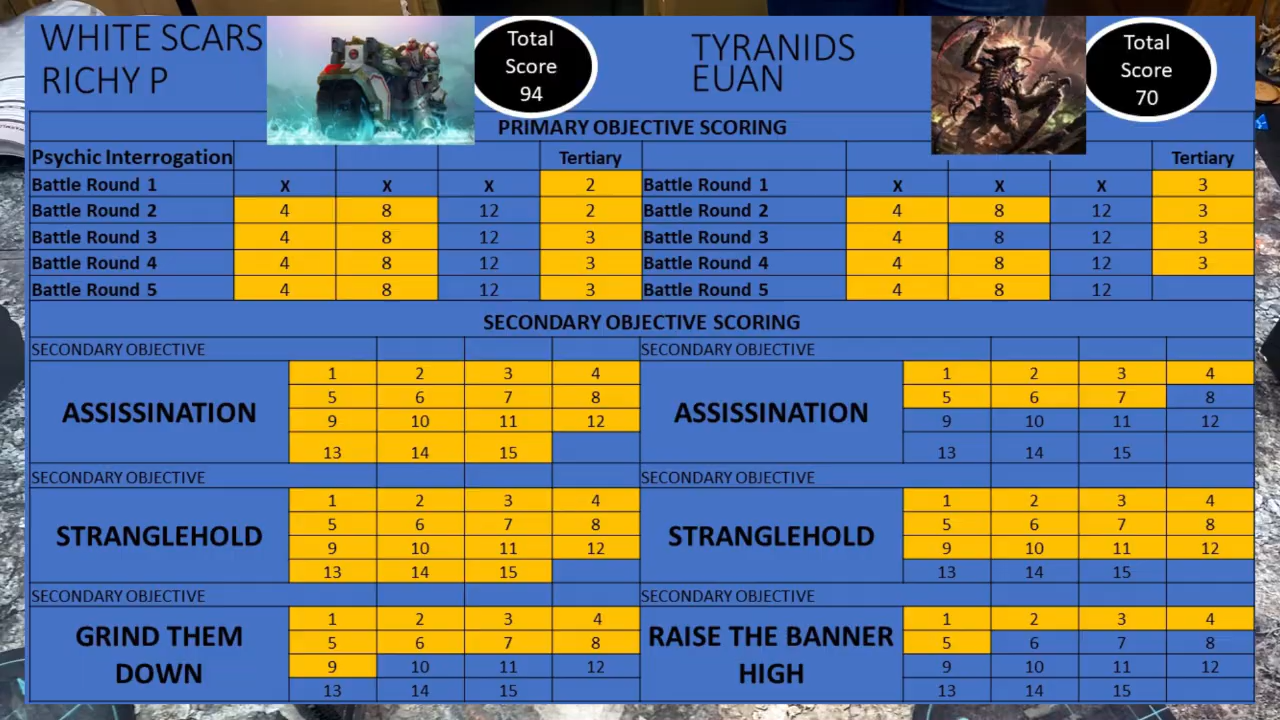 WHITE SCARS
RICHY P
Total
Score
94
TYRANIDS
EUAN
Total
Score
70
PRIMARY OBJECTIVE SCORING
Psychic Interrogation Tertiary Tertiary
Battle Round 1 x x x 2 Battle Round 1 x x x 3
Battle Round 2 4 8 12 2 Battle Round 2 4 8 12 3
Battle Round 3 4 8 12 3 Battle Round 3 4 8 12 3
Battle Round 4 4 8 12 3 Battle Round 4 4 8 12 3
Battle Round 5 4 8 12 3 Battle Round 5 4 8 12
SECONDARY OBJECTIVE SCORING
SECONDARY OBJECTIVE SECONDARY OBJECTIVE
ASSISSINATION
1 2 3 4
5 6 7 8
9 10 11 12
13 14 15
ASSISSINATION
1 2 3 4
5 6 7 8
9 10 11 12
13 14 15
SECONDARY OBJECTIVE SECONDARY OBJECTIVE
STRANGLEHOLD
1 2 3 4
5 6 7 8
9 10 11 12
13 14 15
STRANGLEHOLD
1 2 3 4
5 6 7 8
9 10 11 12
13 14 15
SECONDARY OBJECTIVE SECONDARY OBJECTIVE
GRIND THEM
DOWN
1 2 3 4
5 6 7 8
9 10 11 12
13 14 15
RAISE THE BANNER
HIGH
1 2 3 4
5 6 7 8
9 10 11 12
13 14 15